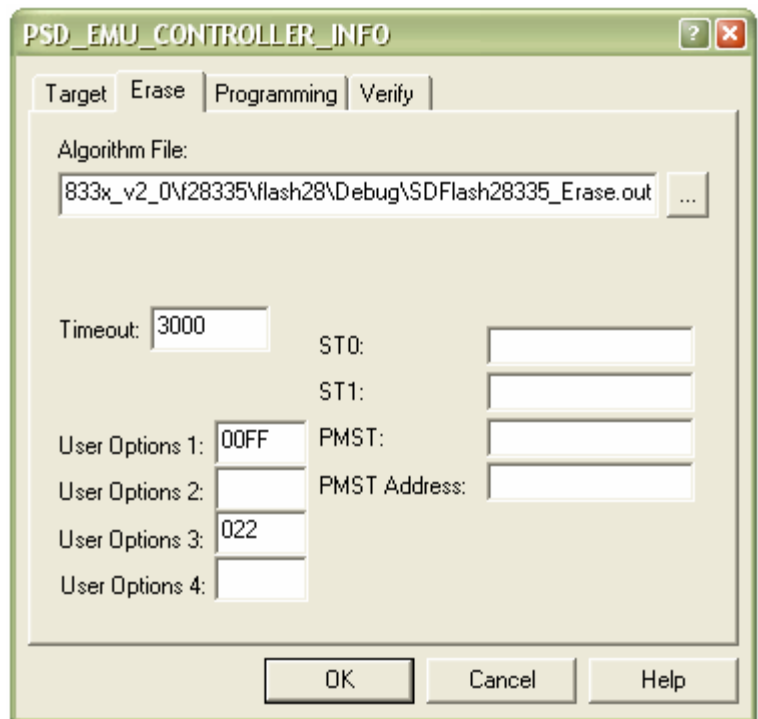 PSD_EMU_CONTROLLER_INFO
Target Erase Programming Verify
Algorithm File:
833x_v2_0\f28335\flash28\Debug\SDFlash28335_Erase.out ...
Timeout: 3000
ST0:
ST1:
User Options 1: 00FF PMST:
User Options 2: PMST Address:
User Options 3: 022
User Options 4:
OK Cancel Help